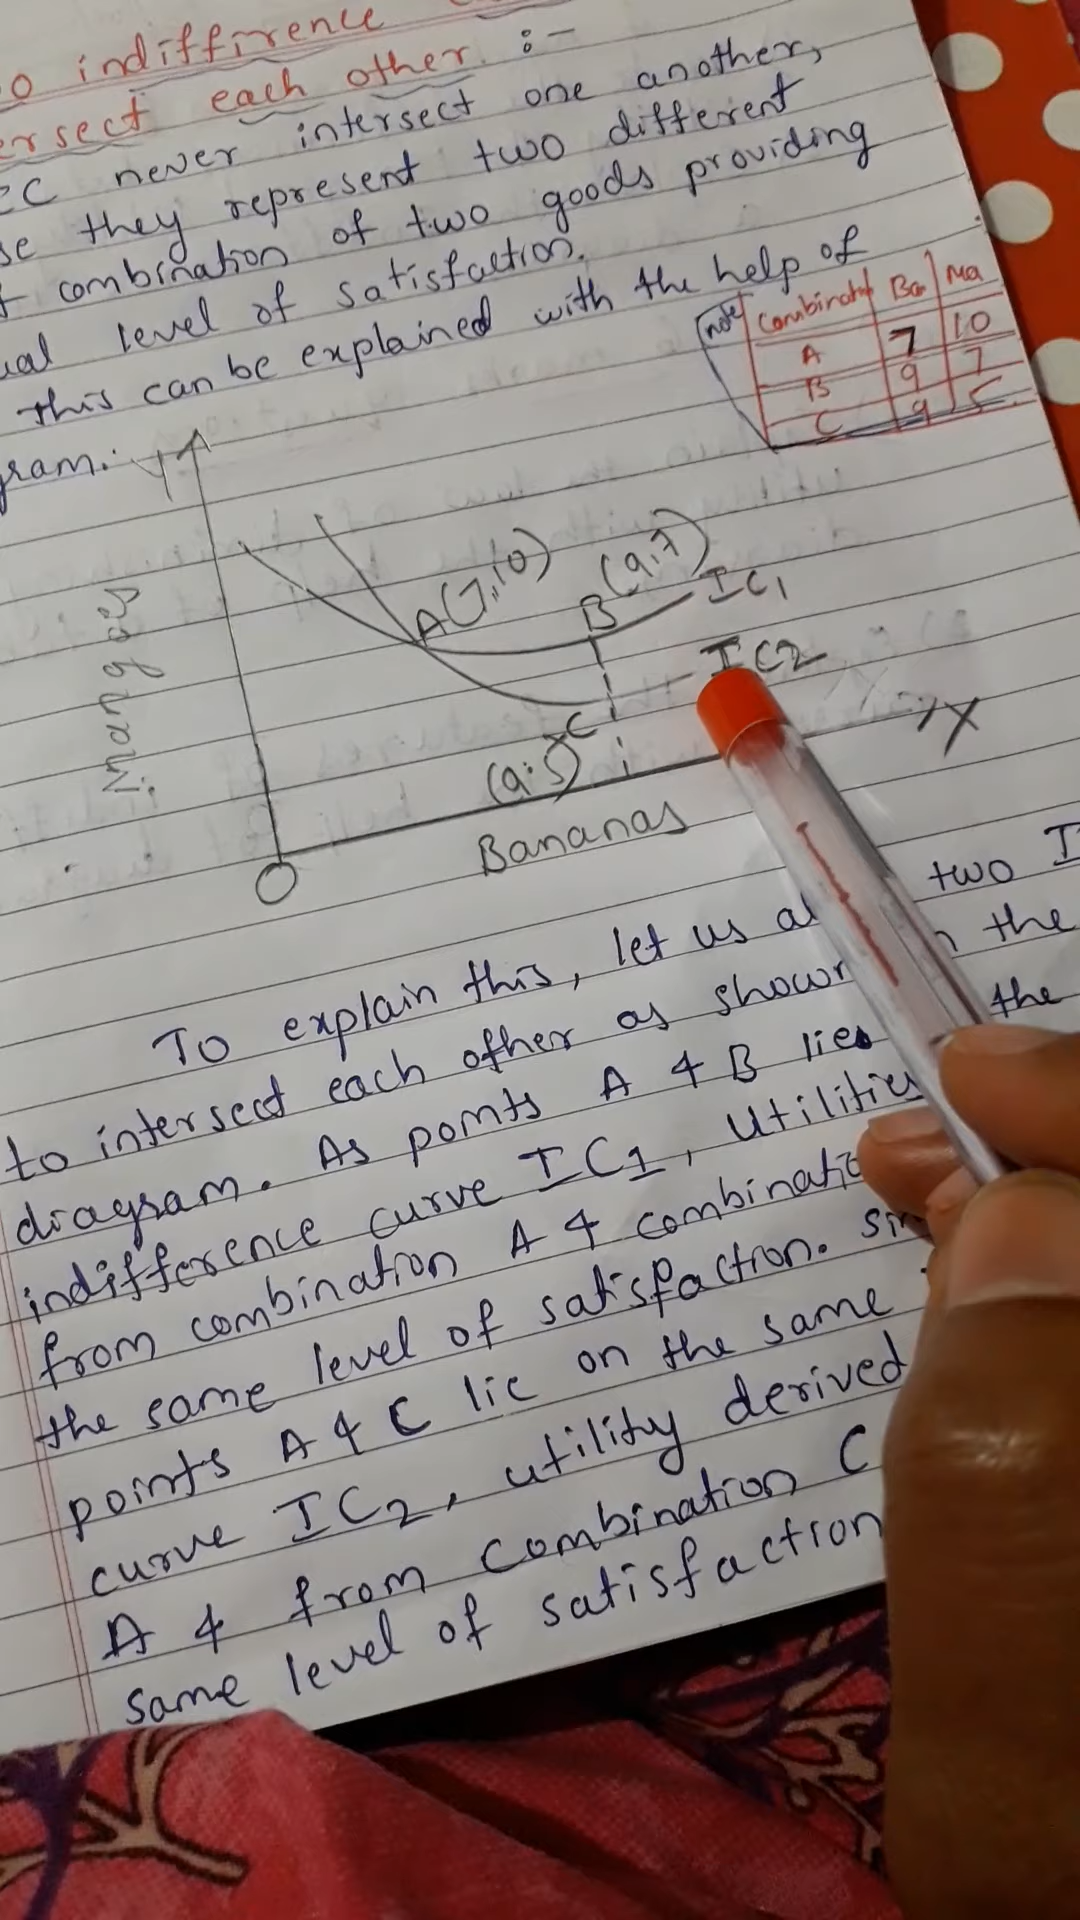 indiffirence
each other :-
never intersect one another,
they represent two different
combination of two goods providing
level of satisfaction.
this can be explained with the help of
note Combinatn Ba Ma
A 7 10
B 9 7
C 9 5
Y
A(7,10)
B(9,7)
IC1
IC2
C
(9,5)
X
Mangoes
O
Bananas
To explain this, let us two
to intersect each other as shown the
diagram. As points A & B lies the
indifference curve IC1, utilities
from combination A & combination
the same level of satisfaction.
points A & C lie on the same
curve IC2, utility derived
A & from combination C
same level of satisfaction